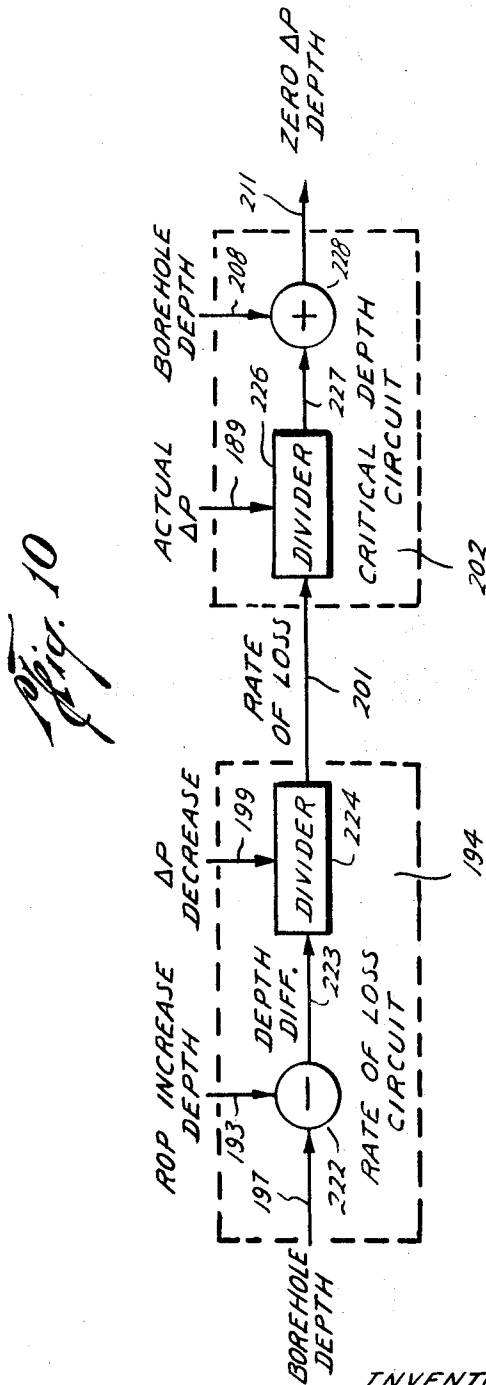 Fig. 10
ROP INCREASE
DEPTH
193
ΔP
DECREASE
199
BOREHOLE
DEPTH
197
222
DEPTH
DIFF.
223
DIVIDER
224
RATE OF LOSS
CIRCUIT
194
RATE
OF LOSS
201
ACTUAL
ΔP
189
BOREHOLE
DEPTH
208
DIVIDER
226
227
+
228
CRITICAL DEPTH
CIRCUIT
202
211
ZERO ΔP
DEPTH
INVENT